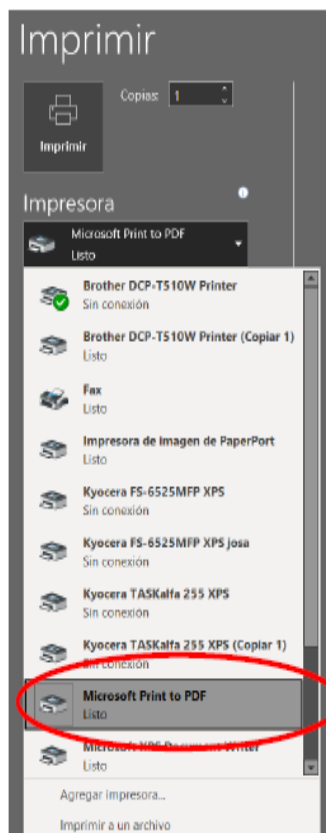 Imprimir
Copias: 1
Imprimir
Impresora
Microsoft Print to PDF
Listo
Brother DCP-T510W Printer
Sin conexión
Brother DCP-T510W Printer (Copiar 1)
Listo
Fax
Listo
Impresora de imagen de PaperPort
Listo
Kyocera FS-6525MFP XPS
Sin conexión
Kyocera FS-6525MFP XPS josa
Sin conexión
Kyocera TASKalfa 255 XPS
Sin conexión
Kyocera TASKalfa 255 XPS (Copiar 1)
Sin conexión
Microsoft Print to PDF
Listo
Microsoft XPS Document Writer
Listo
Agregar impresora...
Imprimir a un archivo